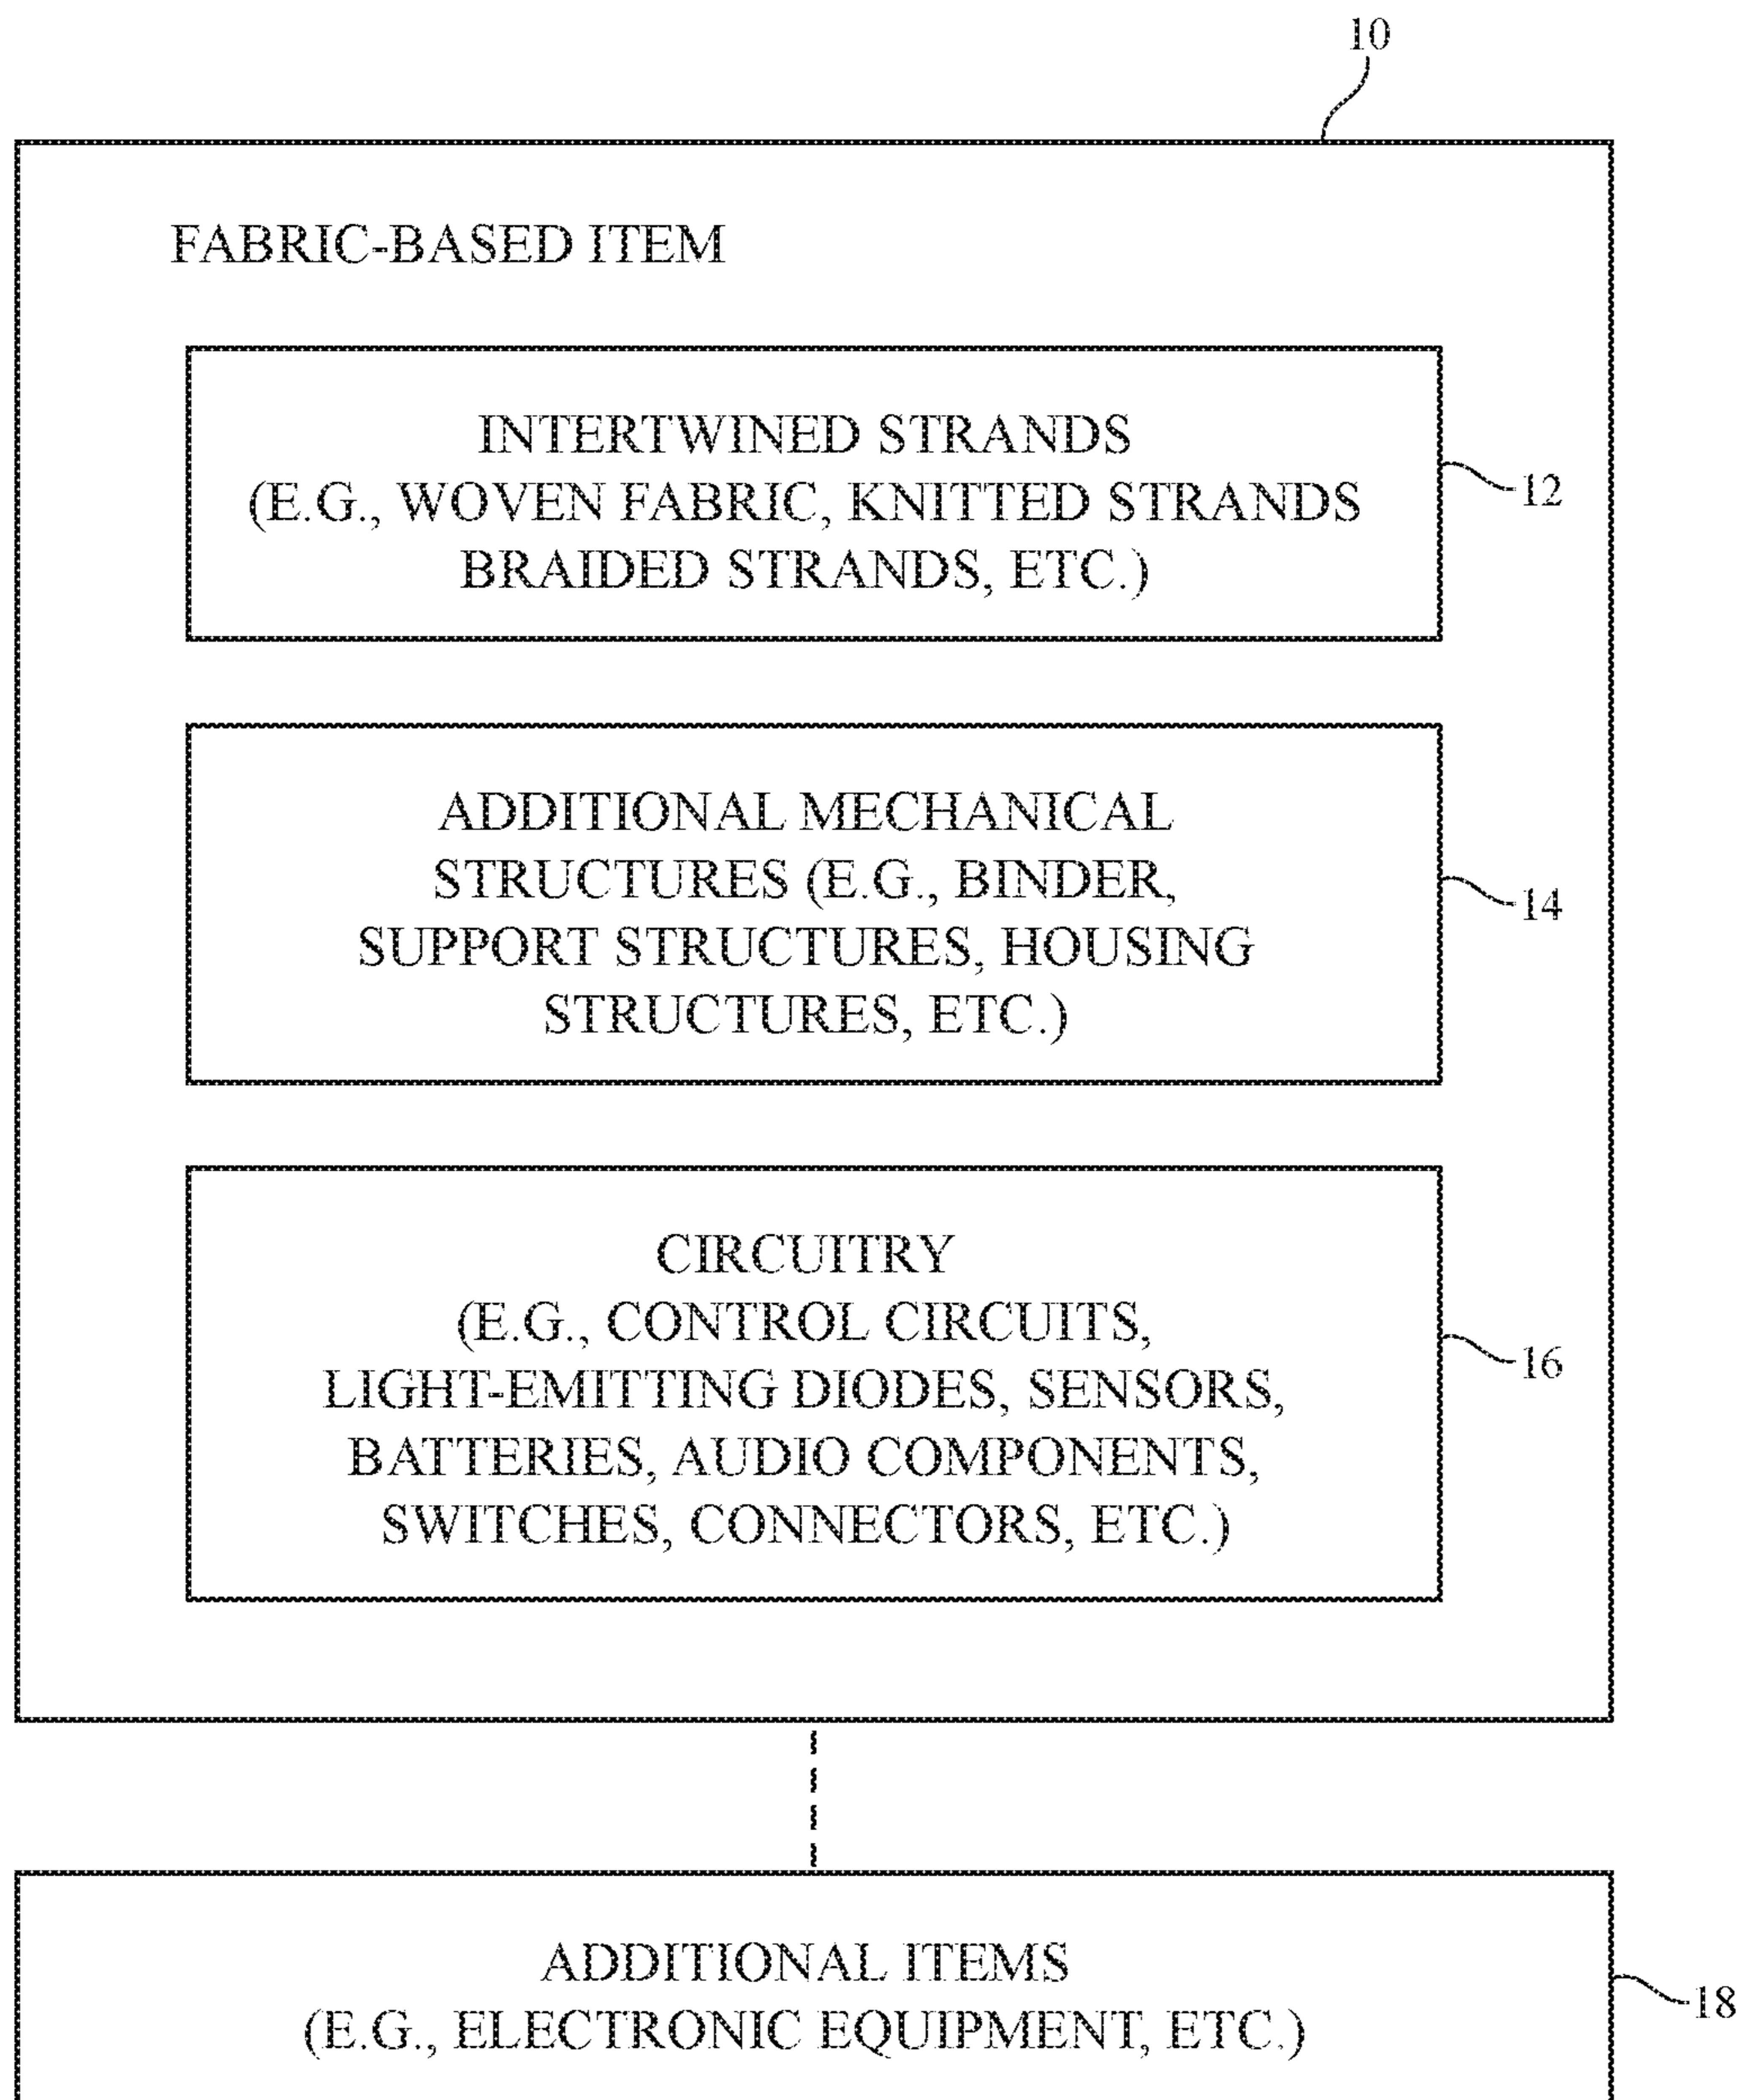 10
FABRIC-BASED ITEM
INTERTWINED STRANDS
(E.G., WOVEN FABRIC, KNITTED STRANDS
BRAIDED STRANDS, ETC.)
12
ADDITIONAL MECHANICAL
STRUCTURES (E.G., BINDER,
SUPPORT STRUCTURES, HOUSING
STRUCTURES, ETC.)
14
CIRCUITRY
(E.G., CONTROL CIRCUITS,
LIGHT-EMITTING DIODES, SENSORS,
BATTERIES, AUDIO COMPONENTS,
SWITCHES, CONNECTORS, ETC.)
16
ADDITIONAL ITEMS
(E.G., ELECTRONIC EQUIPMENT, ETC.)
18